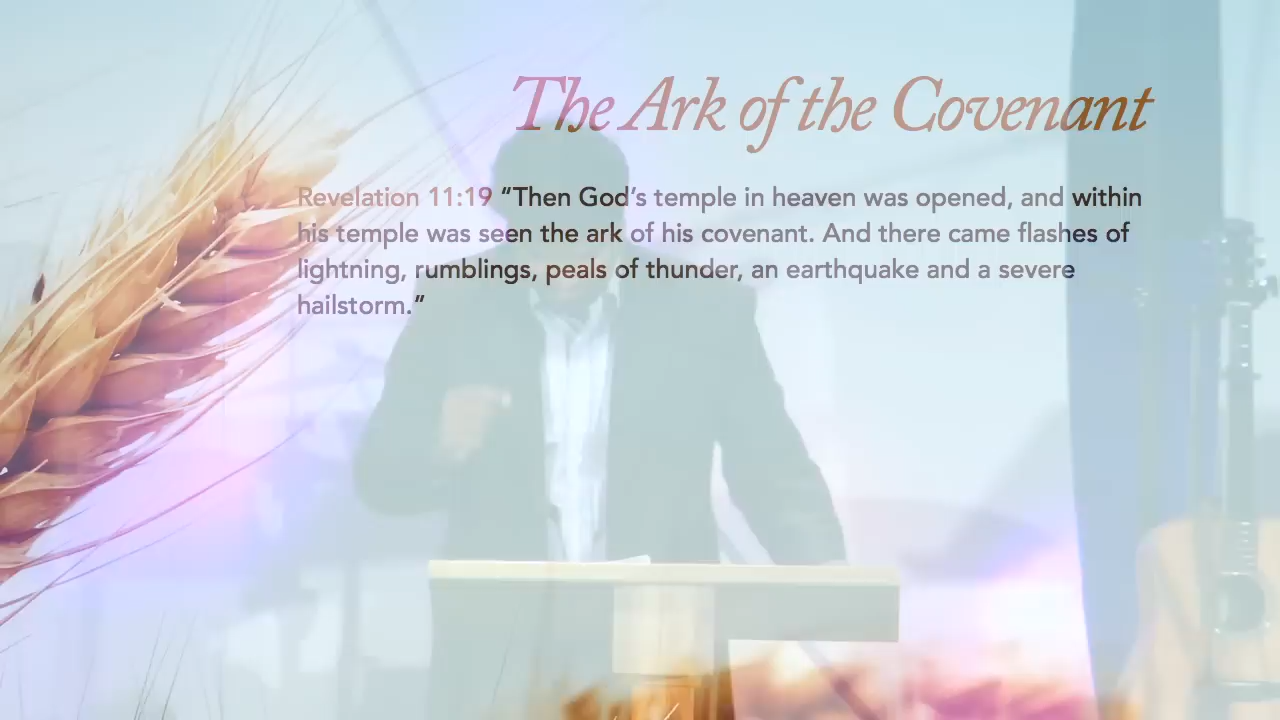 The Ark of the Covenant
Revelation 11:19 “Then God’s temple in heaven was opened, and within
his temple was seen the ark of his covenant. And there came flashes of
lightning, rumblings, peals of thunder, an earthquake and a severe
hailstorm.”